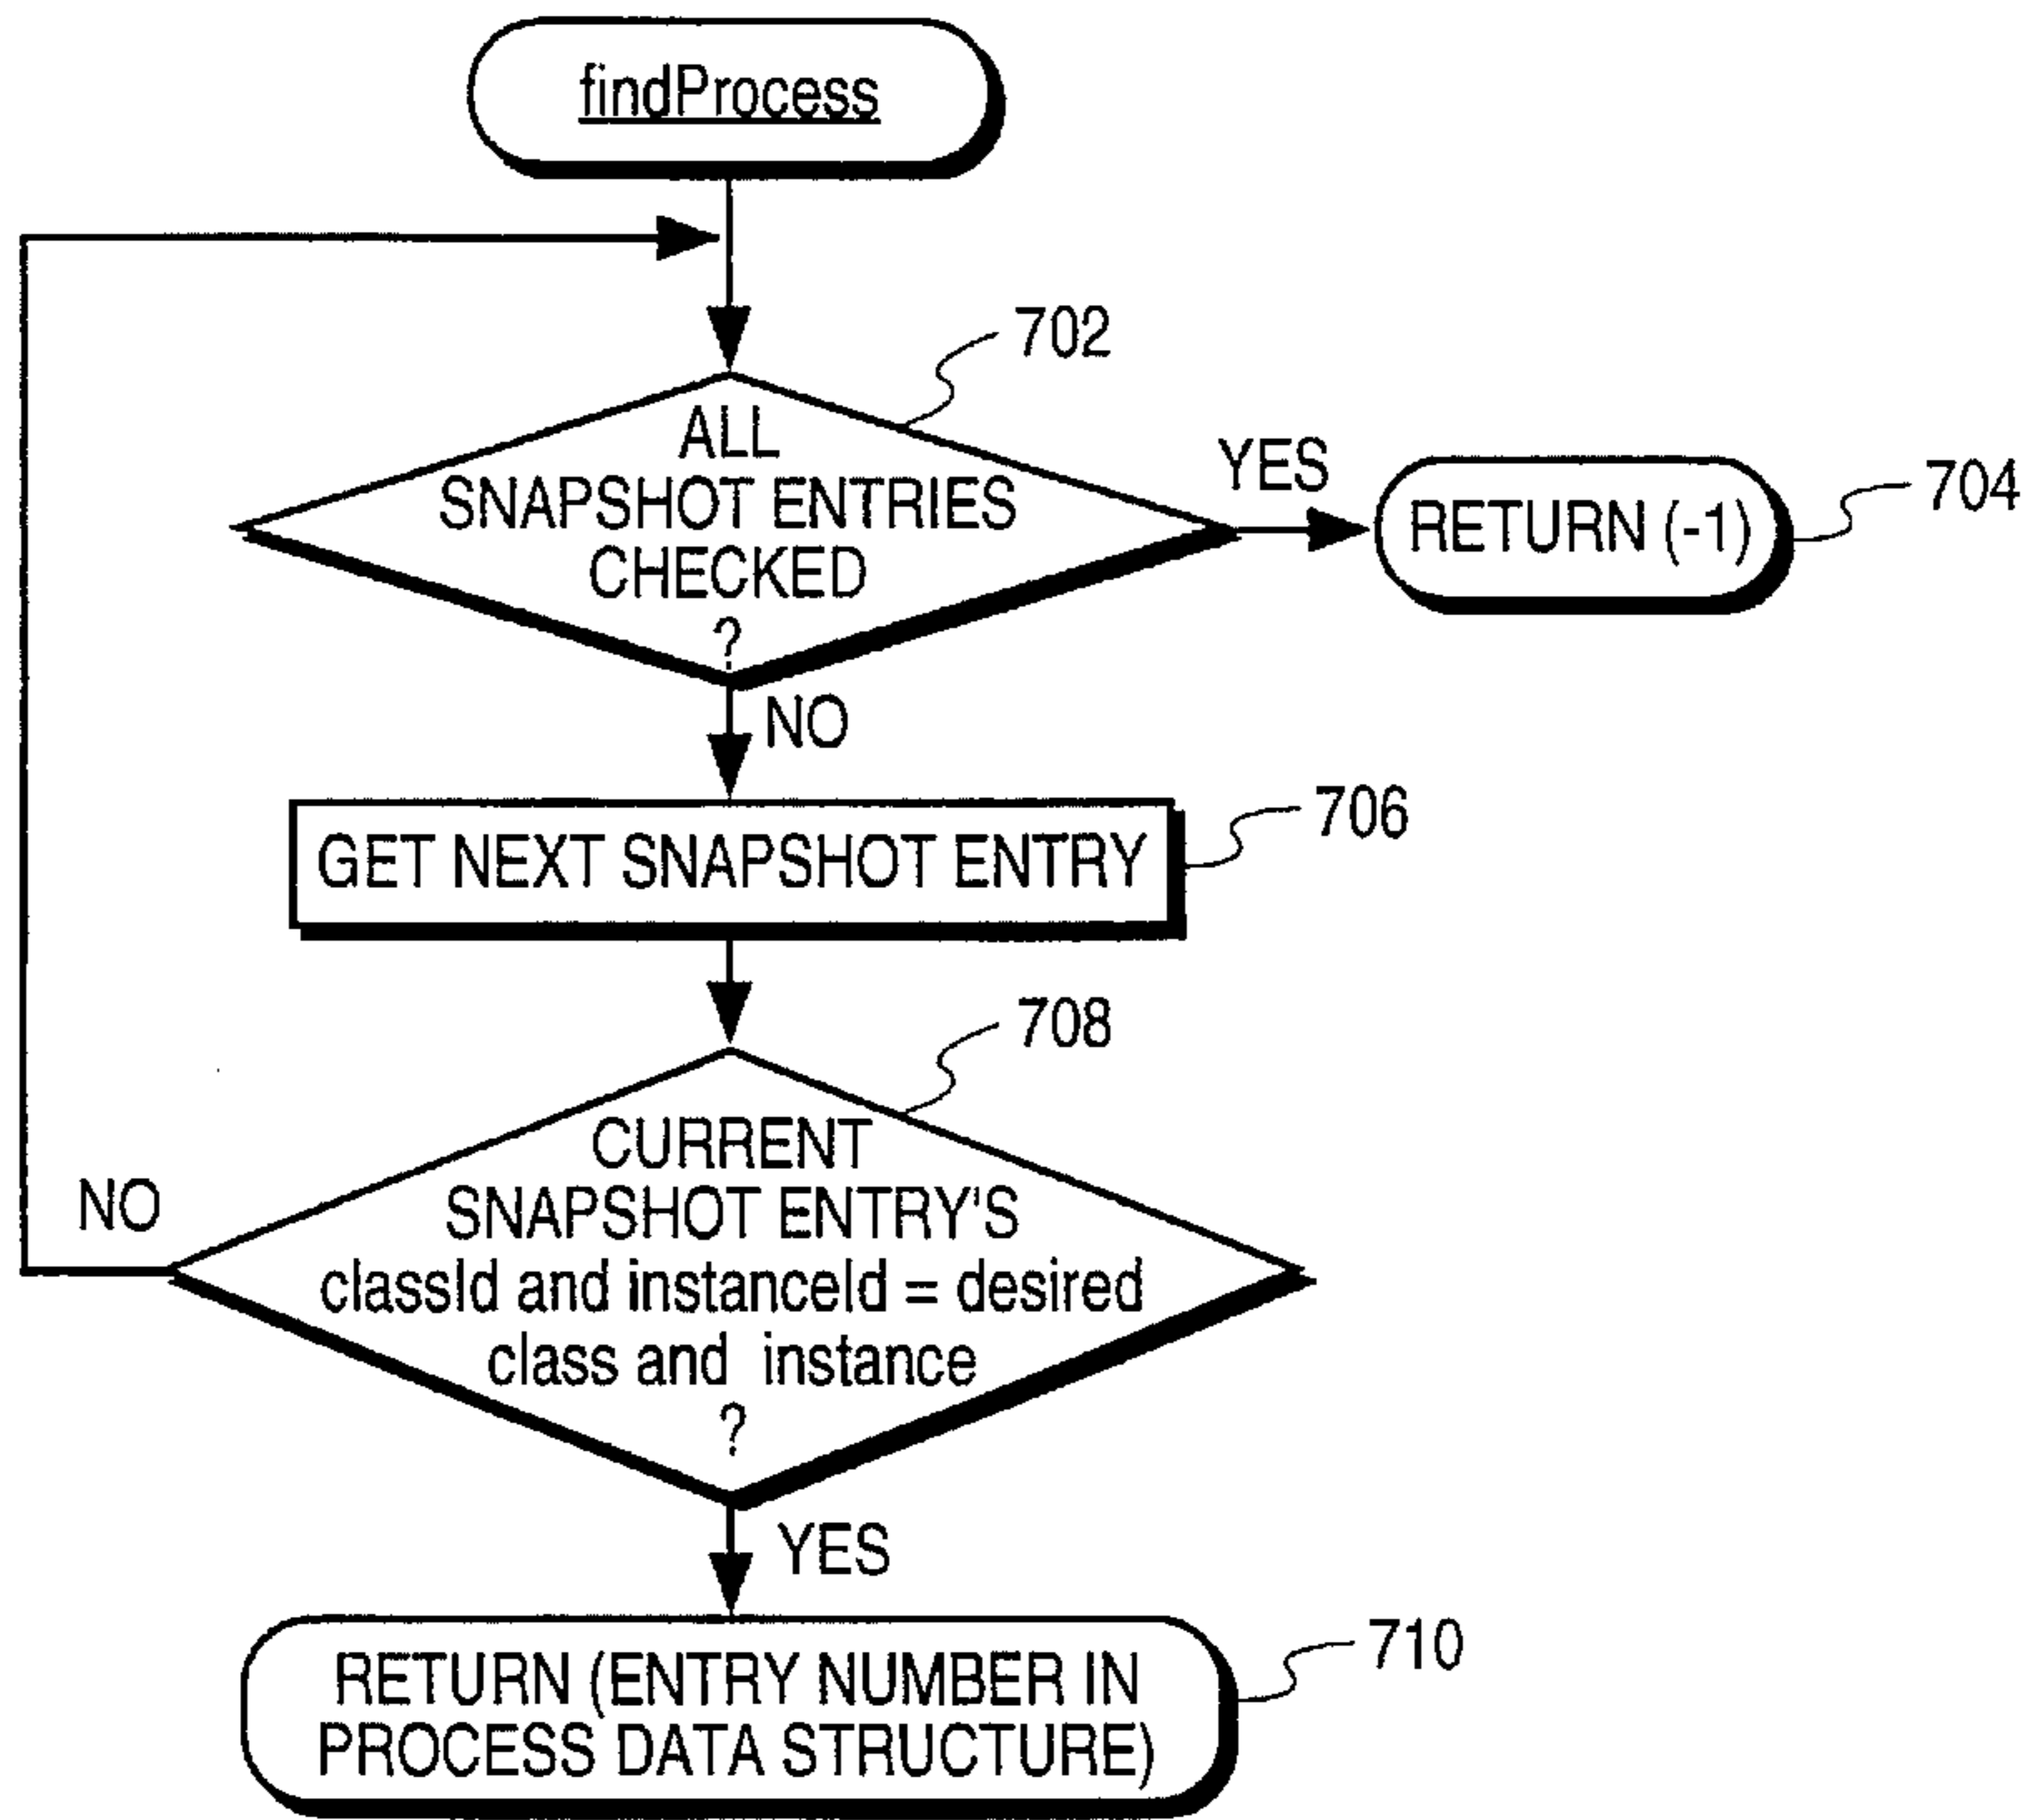 findProcess
702
ALL
SNAPSHOT ENTRIES
CHECKED
?
YES
RETURN (-1)
704
NO
GET NEXT SNAPSHOT ENTRY
706
708
CURRENT
SNAPSHOT ENTRY'S
classId and instanceId = desired
class and instance
?
NO
YES
RETURN (ENTRY NUMBER IN
PROCESS DATA STRUCTURE)
710